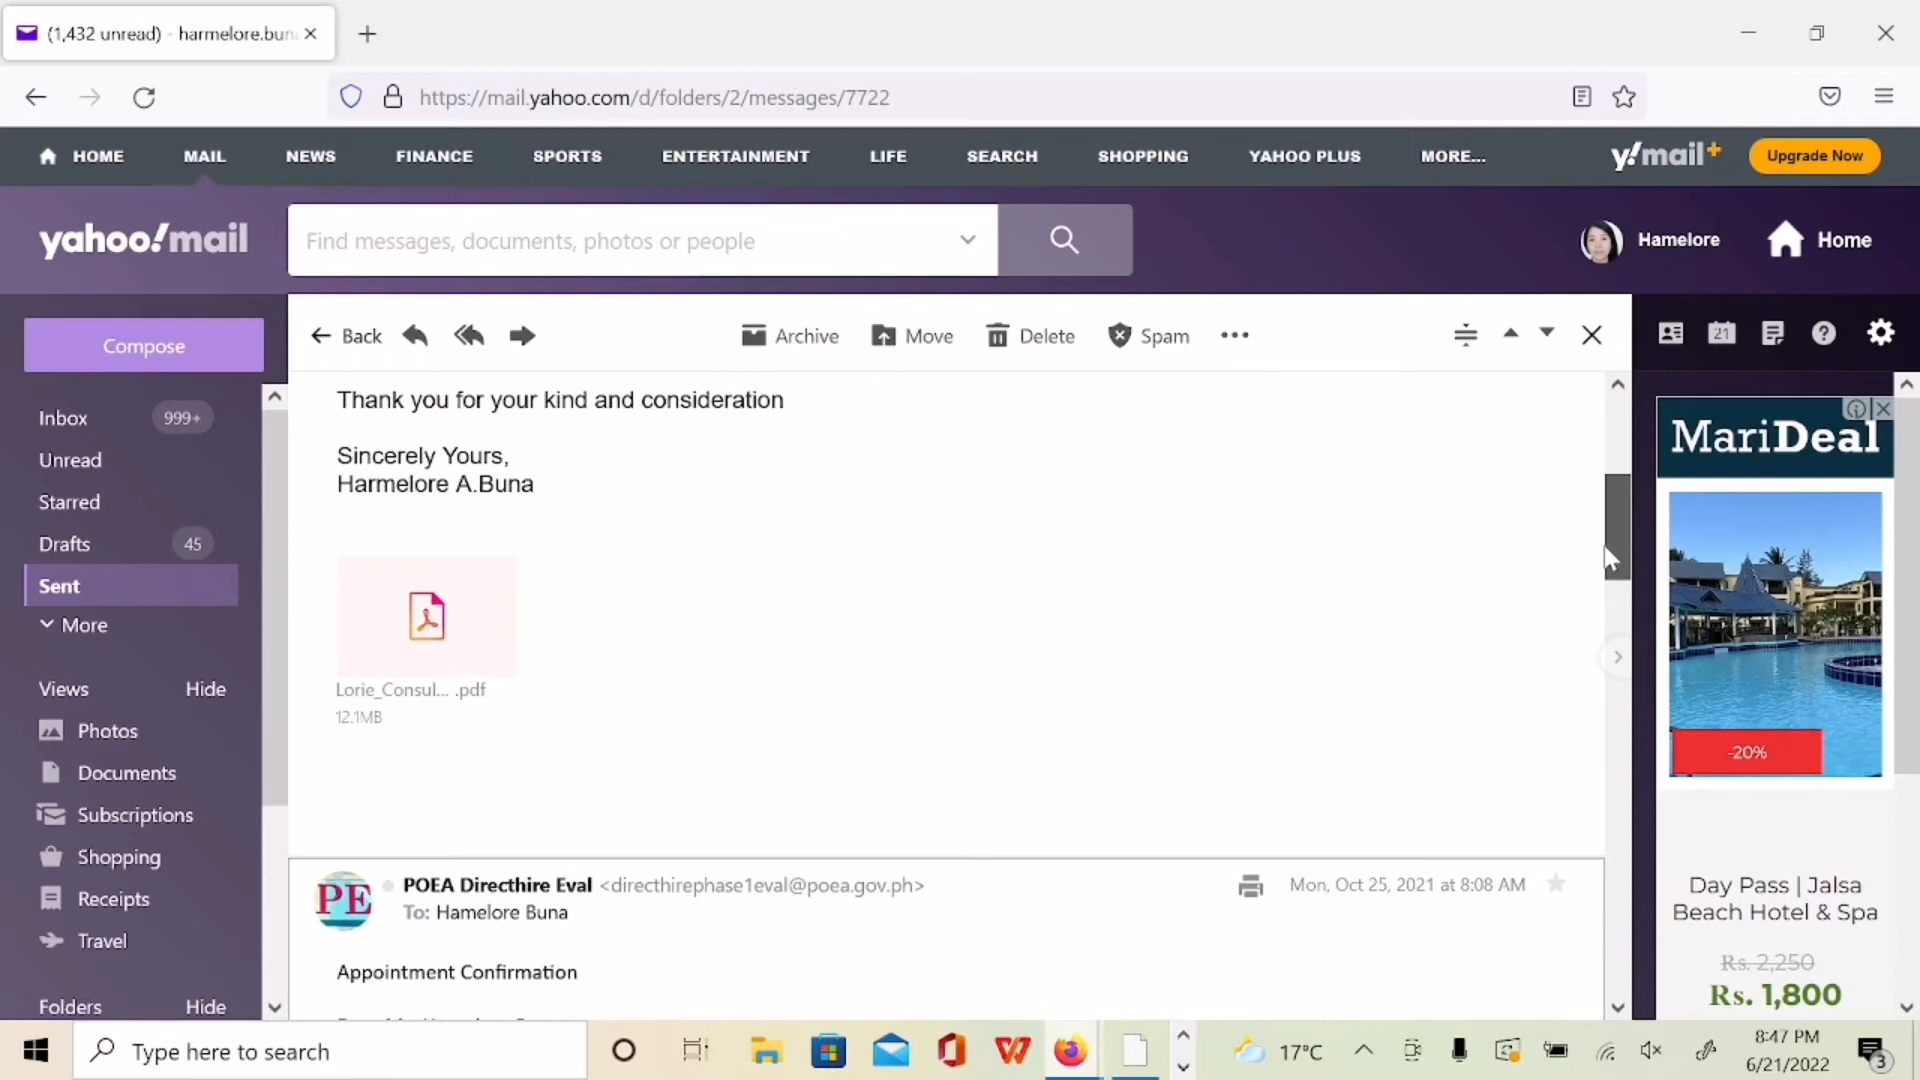 (1,432 unread) - harmelore.buna
https://mail.yahoo.com/d/folders/2/messages/7722
HOME MAIL NEWS FINANCE SPORTS ENTERTAINMENT LIFE SEARCH SHOPPING YAHOO PLUS MORE... y!mail+ Upgrade Now
yahoo!mail Find messages, documents, photos or people Hamelore Home
Compose
Back Archive Move Delete Spam ••• 21
Inbox 999+
Unread
Starred
Drafts 45
Sent
More
Views Hide
Photos
Documents
Subscriptions
Shopping
Receipts
Travel
Folders Hide
Thank you for your kind and consideration
Sincerely Yours,
Harmelore A.Buna
Lorie_Consul... .pdf
12.1MB
PE
POEA Directhire Eval <directhirephase1eval@poea.gov.ph> Mon, Oct 25, 2021 at 8:08 AM
To: Hamelore Buna
Appointment Confirmation
MariDeal
-20%
Day Pass | Jalsa
Beach Hotel & Spa
Rs. 2,250
Rs. 1,800
Type here to search 17°C 8:47 PM
6/21/2022
3